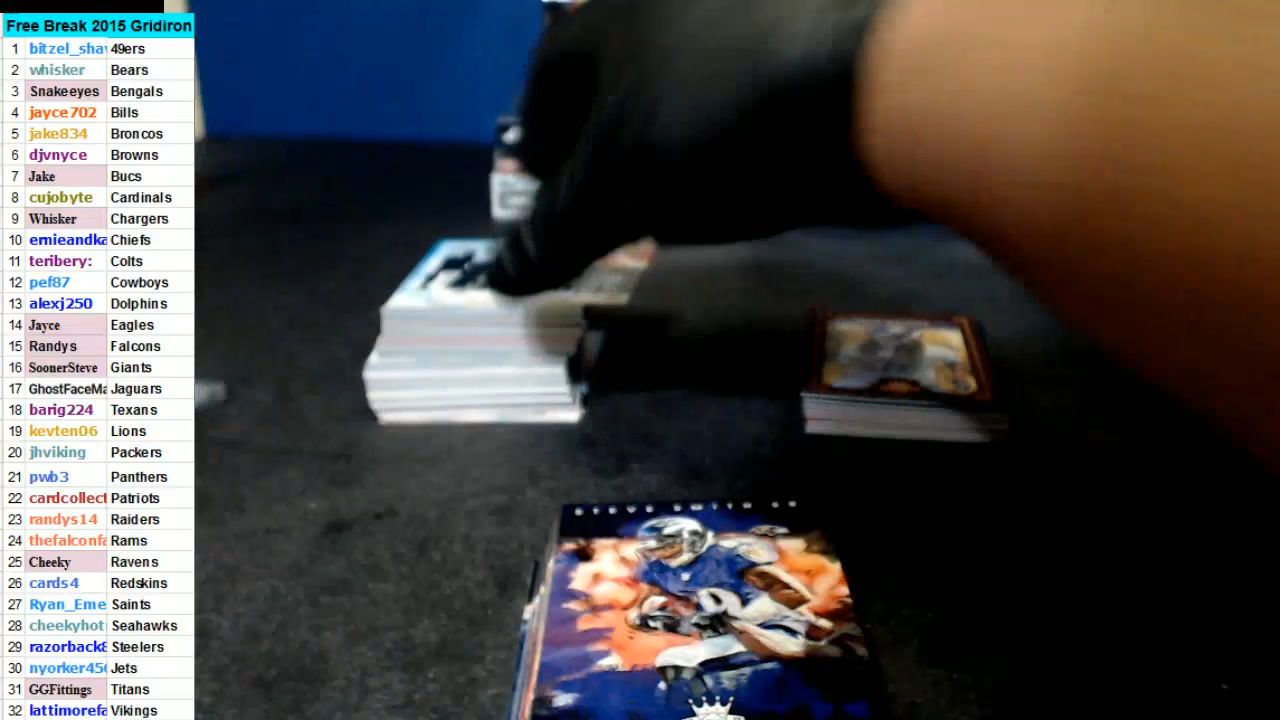 Free Break 2015 Gridiron
1 bitzel_sha 49ers
2 whisker Bears
3 Snakeeyes Bengals
4 jayce702 Bills
5 jake834 Broncos
6 djvnyce Browns
7 Jake Bucs
8 cujobyte Cardinals
9 Whisker Chargers
10 ernieandka Chiefs
11 teribery: Colts
12 pef87 Cowboys
13 alexj250 Dolphins
14 Jayce Eagles
15 Randys Falcons
16 SoonerSteve Giants
17 GhostFaceMa Jaguars
18 barig224 Texans
19 kevten06 Lions
20 jhviking Packers
21 pwb3 Panthers
22 cardcollect Patriots
23 randys14 Raiders
24 thefalconfa Rams
25 Cheeky Ravens
26 cards4 Redskins
27 Ryan_Eme Saints
28 cheekyhot Seahawks
29 razorback8 Steelers
30 nyorker450 Jets
31 GGFittings Titans
32 lattimorefa Vikings
STEVE SMITH SR